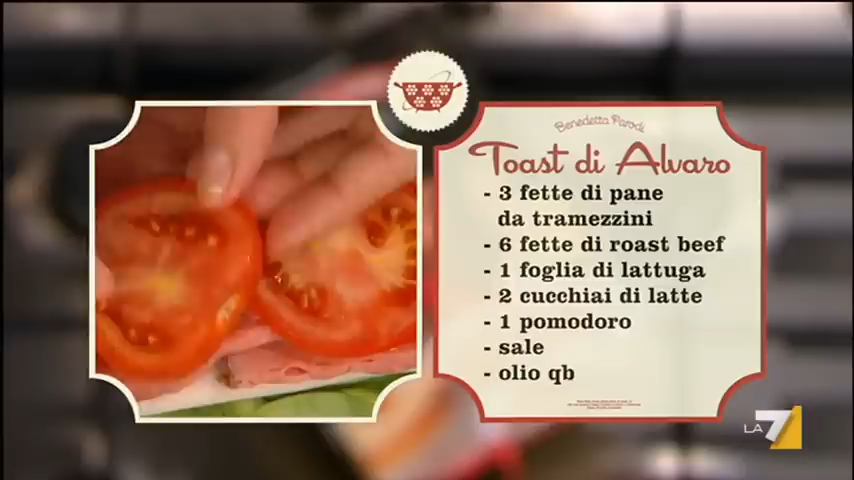 Benedetta Parodi
Toast di Alvaro
- 3 fette di pane
da tramezzini
- 6 fette di roast beef
- 1 foglia di lattuga
- 2 cucchiai di latte
- 1 pomodoro
- sale
- olio qb
LA7